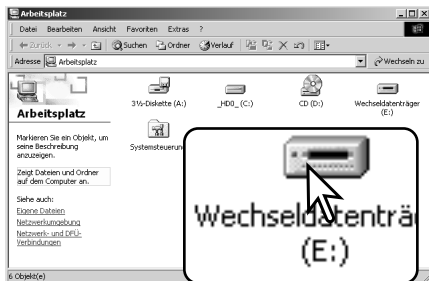 Arbeitsplatz
Datei Bearbeiten Ansicht Favoriten Extras ?
Zurück Suchen Ordner Verlauf
Adresse Arbeitsplatz Wechseln zu
Arbeitsplatz
Markieren Sie ein Objekt, um
seine Beschreibung
anzuzeigen.
Zeigt Dateien und Ordner
auf dem Computer an.
Siehe auch:
Eigene Dateien
Netzwerkumgebung
Netzwerk- und DFÜ-
Verbindungen
3½-Diskette (A:)
_HD0_ (C:)
CD (D:)
Wechseldatenträger
(E:)
Systemsteuerun
Wechseldatenträ
(E:)
6 Objekt(e)